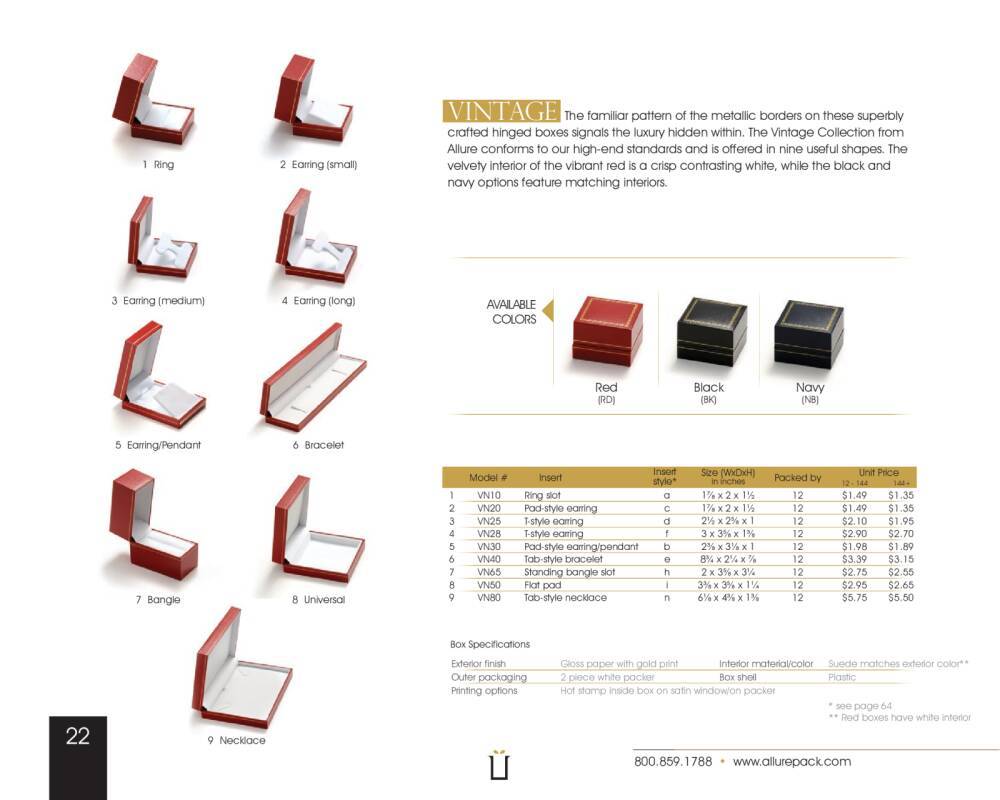 1 Ring
2 Earring (small)
3 Earring (medium)
4 Earring (long)
5 Earring/Pendant
6 Bracelet
7 Bangle
8 Universal
9 Necklace
22
VINTAGE The familiar pattern of the metallic borders on these superbly
crafted hinged boxes signals the luxury hidden within. The Vintage Collection from
Allure conforms to our high-end standards and is offered in nine useful shapes. The
velvety interior of the vibrant red is a crisp contrasting white, while the black and
navy options feature matching interiors.
AVAILABLE
COLORS
Red
(RD)
Black
(BK)
Navy
(NB)
Model # Insert Insert style* Size (WxDxH) in inches Packed by Unit Price 12 - 144 144+
1 VN10 Ring slot a 1⅞ x 2 x 1½ 12 $1.49 $1.35
2 VN20 Pad-style earring c 1⅞ x 2 x 1½ 12 $1.49 $1.35
3 VN25 T-style earring d 2½ x 2⅝ x 1 12 $2.10 $1.95
4 VN28 T-style earring f 3 x 3⅝ x 1⅜ 12 $2.90 $2.70
5 VN30 Pad-style earring/pendant b 2⅝ x 3⅛ x 1 12 $1.98 $1.89
6 VN40 Tab-style bracelet e 8¾ x 2¼ x ⅞ 12 $3.39 $3.15
7 VN65 Standing bangle slot h 2 x 3⅝ x 3¼ 12 $2.75 $2.55
8 VN50 Flat pad i 3⅝ x 3⅝ x 1¼ 12 $2.95 $2.65
9 VN80 Tab-style necklace n 6⅛ x 4⅝ x 1⅜ 12 $5.75 $5.50
Box Specifications
Exterior finish Gloss paper with gold print Interior material/color Suede matches exterior color**
Outer packaging 2 piece white packer Box shell Plastic
Printing options Hot stamp inside box on satin window/on packer
* see page 64
** Red boxes have white interior
800.859.1788 • www.allurepack.com